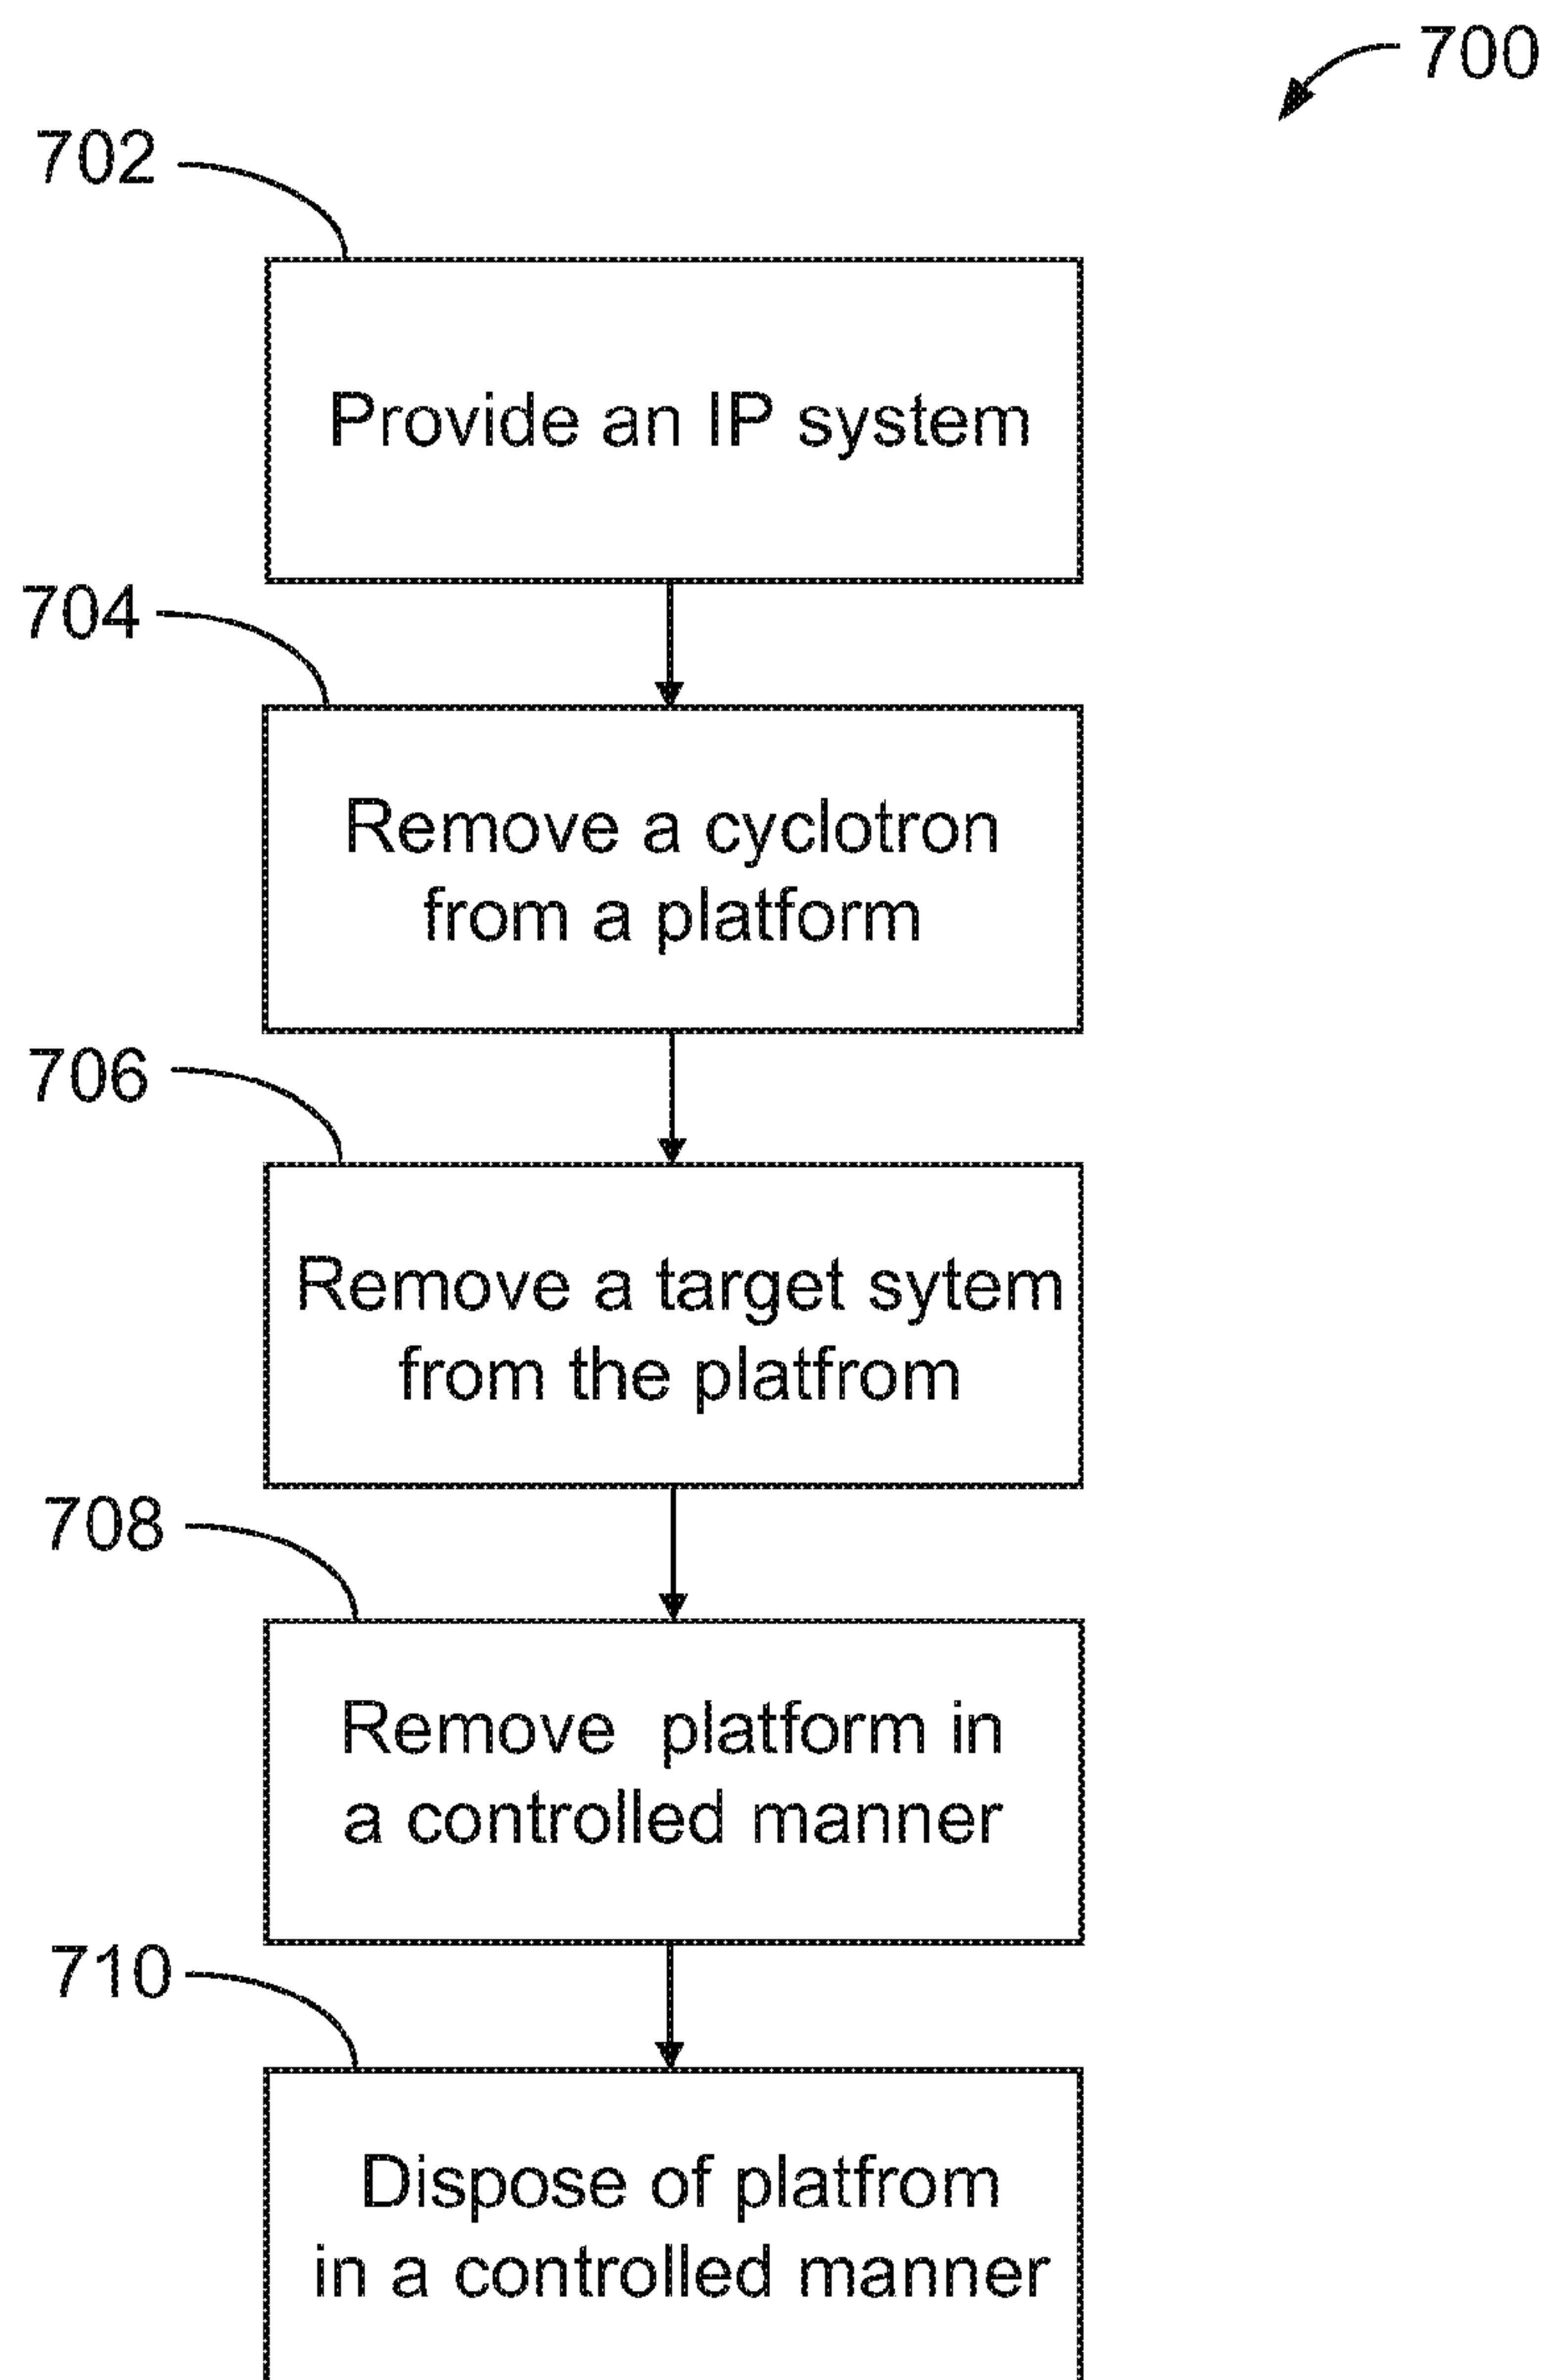 700
702
Provide an IP system
704
Remove a cyclotron
from a platform
706
Remove a target sytem
from the platfrom
708
Remove platform in
a controlled manner
710
Dispose of platfrom
in a controlled manner